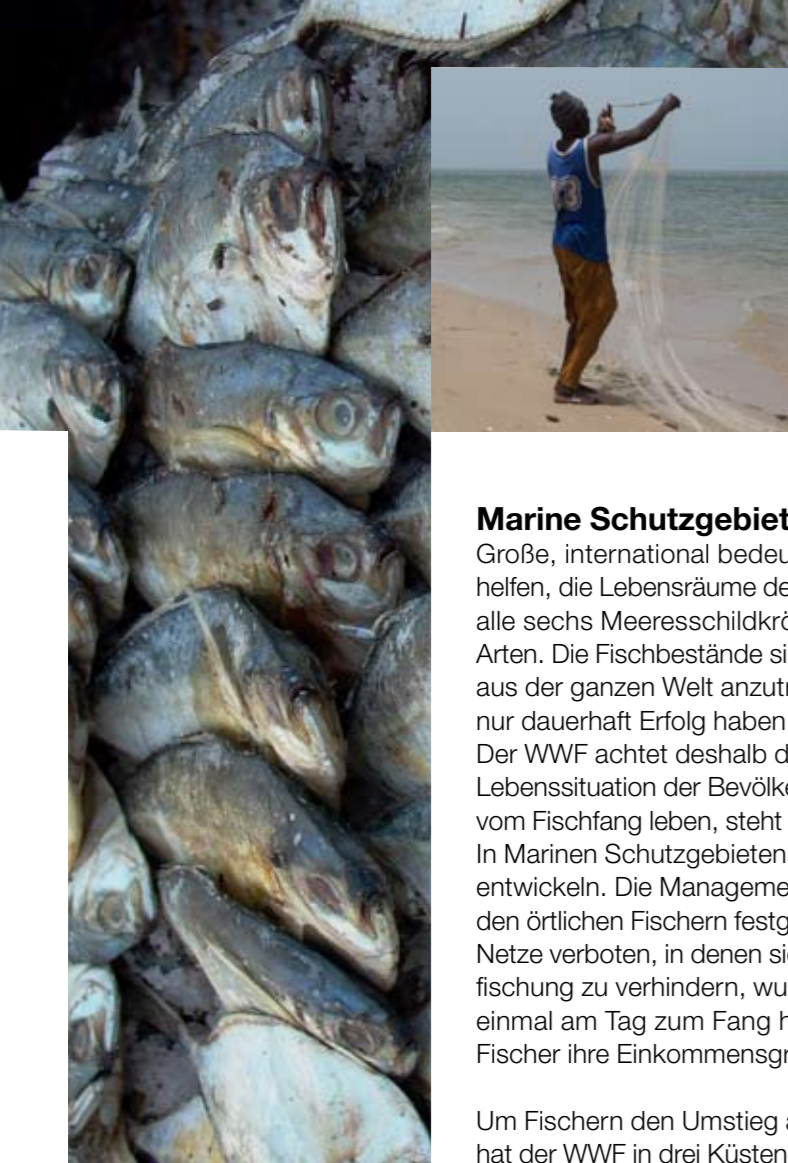 Marine Schutzgebiet
Große, international bedeu
helfen, die Lebensräume de
alle sechs Meeresschildkrö
Arten. Die Fischbestände si
aus der ganzen Welt anzutr
nur dauerhaft Erfolg haben
Der WWF achtet deshalb d
Lebenssituation der Bevölke
vom Fischfang leben, steht
In Marinen Schutzgebieten
entwickeln. Die Manageme
den örtlichen Fischern festg
Netze verboten, in denen si
fischung zu verhindern, wu
einmal am Tag zum Fang h
Fischer ihre Einkommensgr
Um Fischern den Umstieg a
hat der WWF in drei Küsten